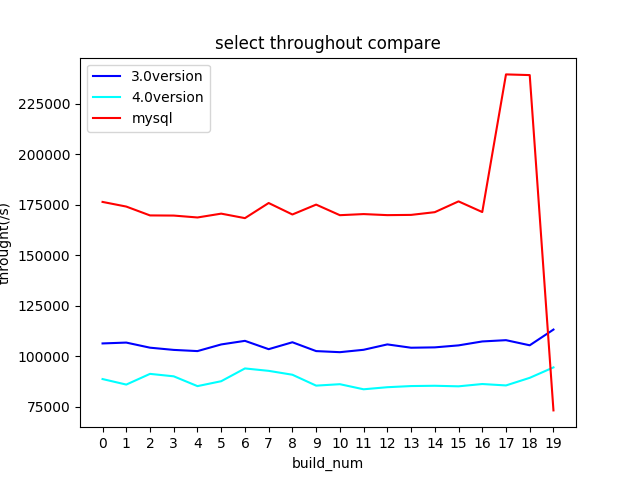 select throughout compare
3.0version
4.0version
mysql
throught(/s)
225000
200000
175000
150000
125000
100000
75000
0 1 2 3 4 5 6 7 8 9 10 11 12 13 14 15 16 17 18 19
build_num